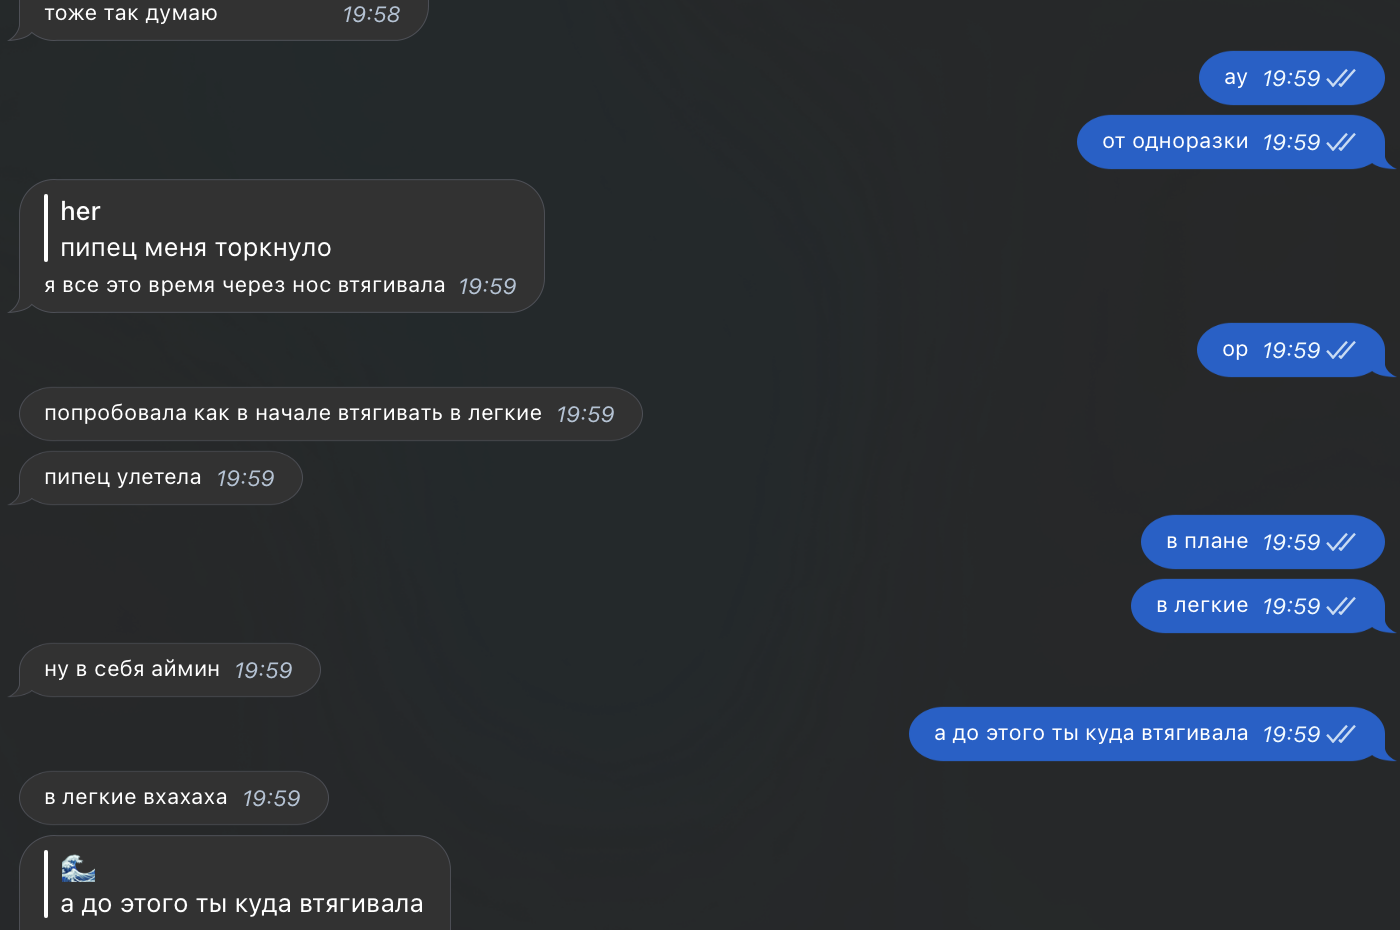 тоже так думаю 19:58
ау 19:59
от одноразки 19:59
her
пипец меня торкнуло
я все это время через нос втягивала 19:59
ор 19:59
попробовала как в начале втягивать в легкие 19:59
пипец улетела 19:59
в плане 19:59
в легкие 19:59
ну в себя аймин 19:59
а до этого ты куда втягивала 19:59
в легкие вхахаха 19:59
🌊
а до этого ты куда втягивала